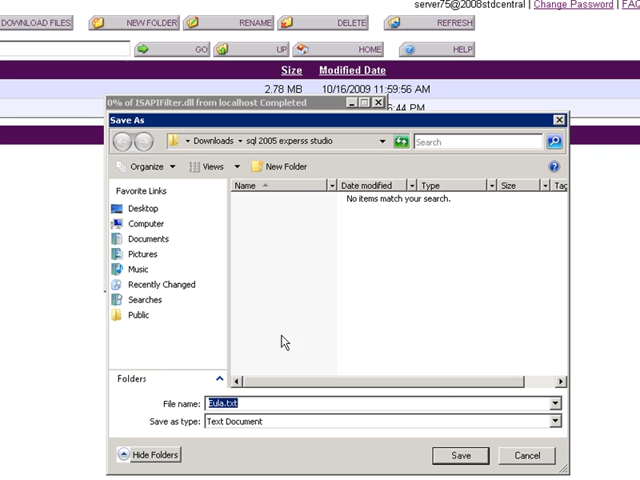 server75@2008stdcentral | Change Password | FAQ
DOWNLOAD FILES NEW FOLDER RENAME DELETE REFRESH
GO UP HOME HELP
Size Modified Date
2.78 MB 10/16/2009 11:59:56 AM
6:44 PM
0% of ISAPIFilter.dll from localhost Completed
Save As
Downloads sql 2005 experss studio Search
Organize Views New Folder
Favorite Links
Name Date modified Type Size Tag
No items match your search.
Desktop
Computer
Documents
Pictures
Music
Recently Changed
Searches
Public
Folders
File name: Eula.txt
Save as type: Text Document
Hide Folders Save Cancel